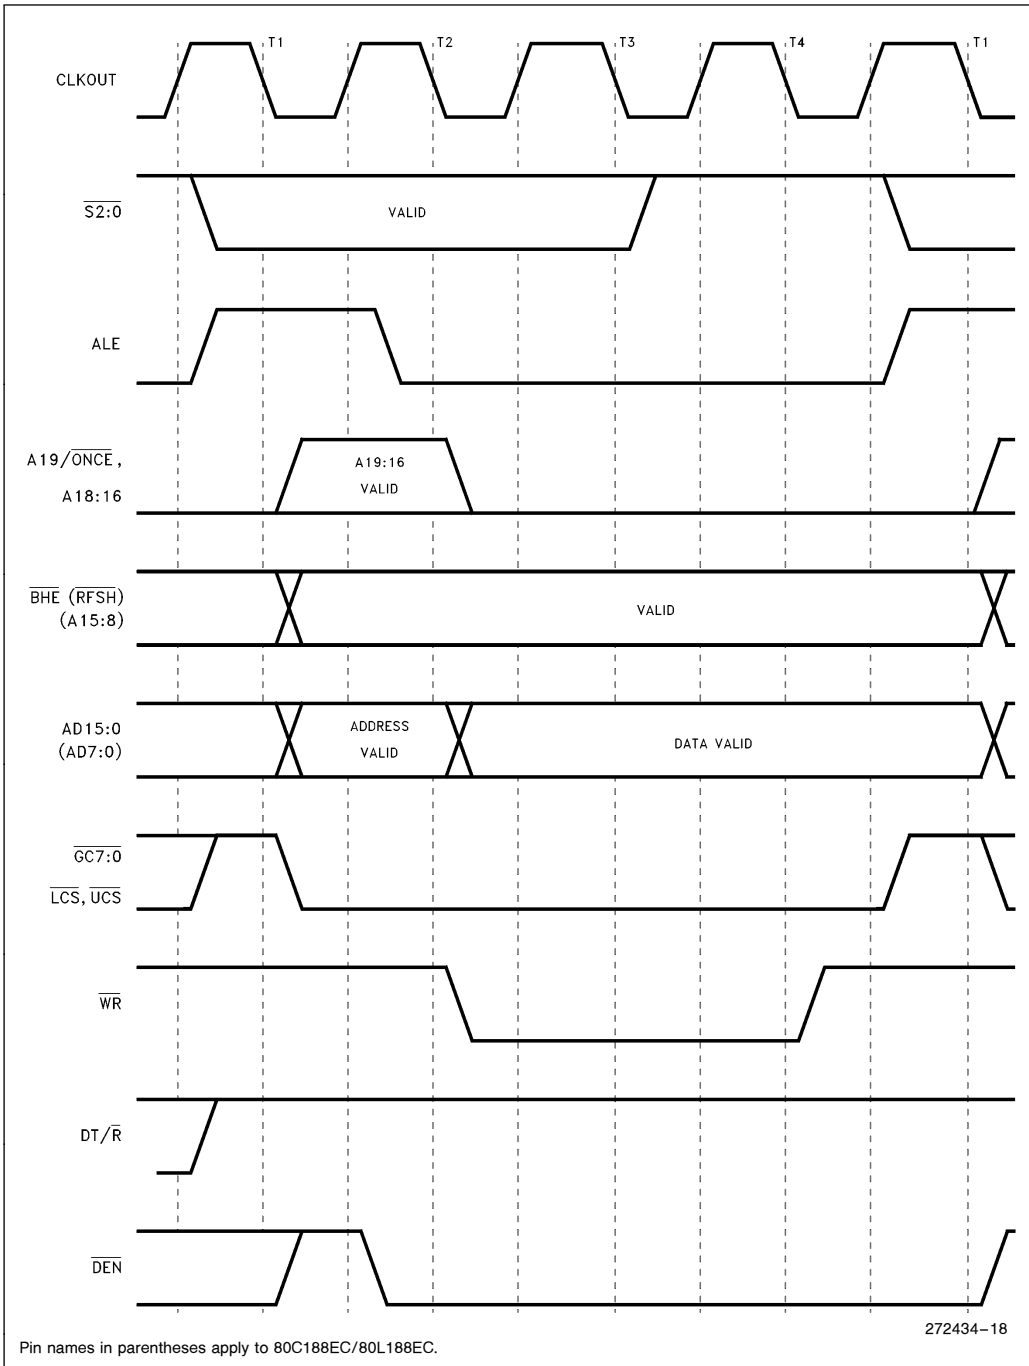 T1 T2 T3 T4 T1
CLKOUT
S2:0
VALID
ALE
A19/ONCE,
A18:16
A19:16
VALID
BHE (RFSH)
(A15:8)
VALID
AD15:0
(AD7:0)
ADDRESS
VALID
DATA VALID
GC7:0
LCS, UCS
WR
DT/R
DEN
272434–18
Pin names in parentheses apply to 80C188EC/80L188EC.